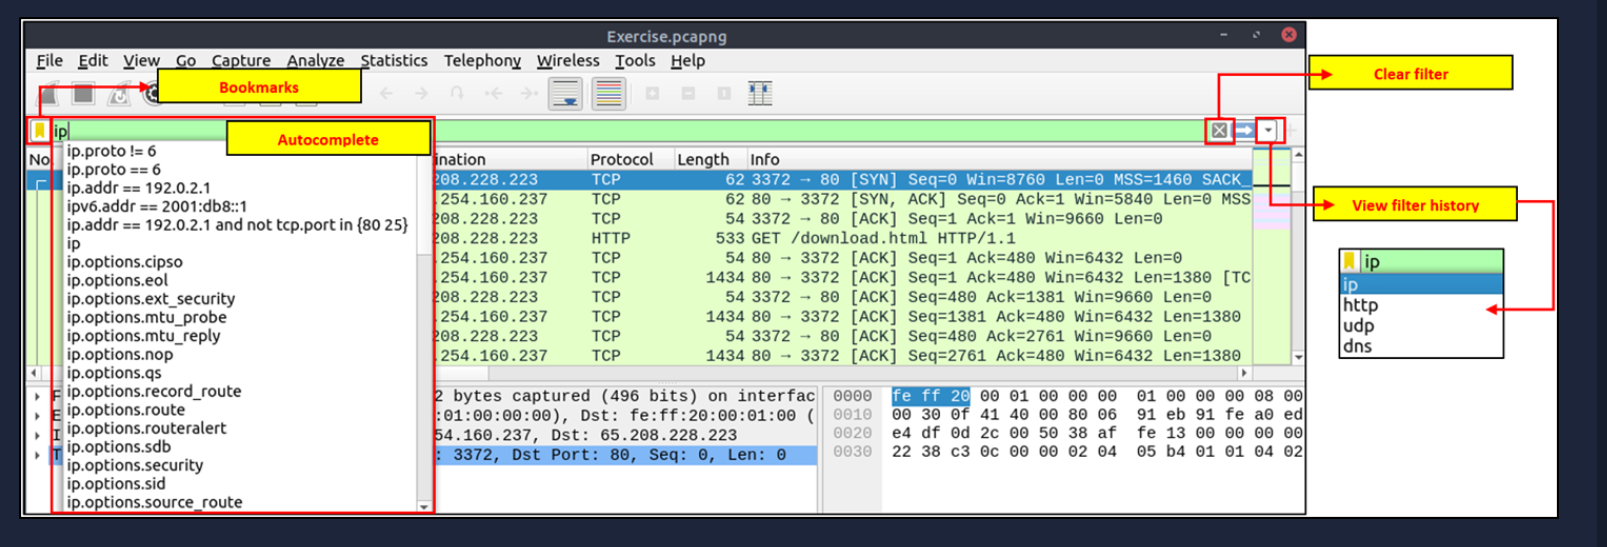 Exercise.pcapng
File Edit View Go Capture Analyze Statistics Telephony Wireless Tools Help
Bookmarks
Clear filter
ip
Autocomplete
No
ination Protocol Length Info
ip.proto != 6
ip.proto == 6
ip.addr == 192.0.2.1
ipv6.addr == 2001:db8::1
ip.addr == 192.0.2.1 and not tcp.port in {80 25}
ip
ip.options.cipso
ip.options.eol
ip.options.ext_security
ip.options.mtu_probe
ip.options.mtu_reply
ip.options.nop
ip.options.qs
ip.options.record_route
ip.options.route
ip.options.routeralert
ip.options.sdb
ip.options.security
ip.options.sid
ip.options.source_route
208.228.223 TCP 62 3372 → 80 [SYN] Seq=0 Win=8760 Len=0 MSS=1460 SACK_
.254.160.237 TCP 62 80 → 3372 [SYN, ACK] Seq=0 Ack=1 Win=5840 Len=0 MSS
208.228.223 TCP 54 3372 → 80 [ACK] Seq=1 Ack=1 Win=9660 Len=0
208.228.223 HTTP 533 GET /download.html HTTP/1.1
.254.160.237 TCP 54 80 → 3372 [ACK] Seq=1 Ack=480 Win=6432 Len=0
.254.160.237 TCP 1434 80 → 3372 [ACK] Seq=1 Ack=480 Win=6432 Len=1380 [TC
208.228.223 TCP 54 3372 → 80 [ACK] Seq=480 Ack=1381 Win=9660 Len=0
.254.160.237 TCP 1434 80 → 3372 [ACK] Seq=1381 Ack=480 Win=6432 Len=1380
208.228.223 TCP 54 3372 → 80 [ACK] Seq=480 Ack=2761 Win=9660 Len=0
.254.160.237 TCP 1434 80 → 3372 [ACK] Seq=2761 Ack=480 Win=6432 Len=1380
View filter history
ip
ip
http
udp
dns
F 2 bytes captured (496 bits) on interfac
E :01:00:00:00), Dst: fe:ff:20:00:01:00 (
I 54.160.237, Dst: 65.208.228.223
T : 3372, Dst Port: 80, Seq: 0, Len: 0
0000 fe ff 20 00 01 00 00 00 01 00 00 00 08 00
0010 00 30 0f 41 40 00 80 06 91 eb 91 fe a0 ed
0020 e4 df 0d 2c 00 50 38 af fe 13 00 00 00 00
0030 22 38 c3 0c 00 00 02 04 05 b4 01 01 04 02